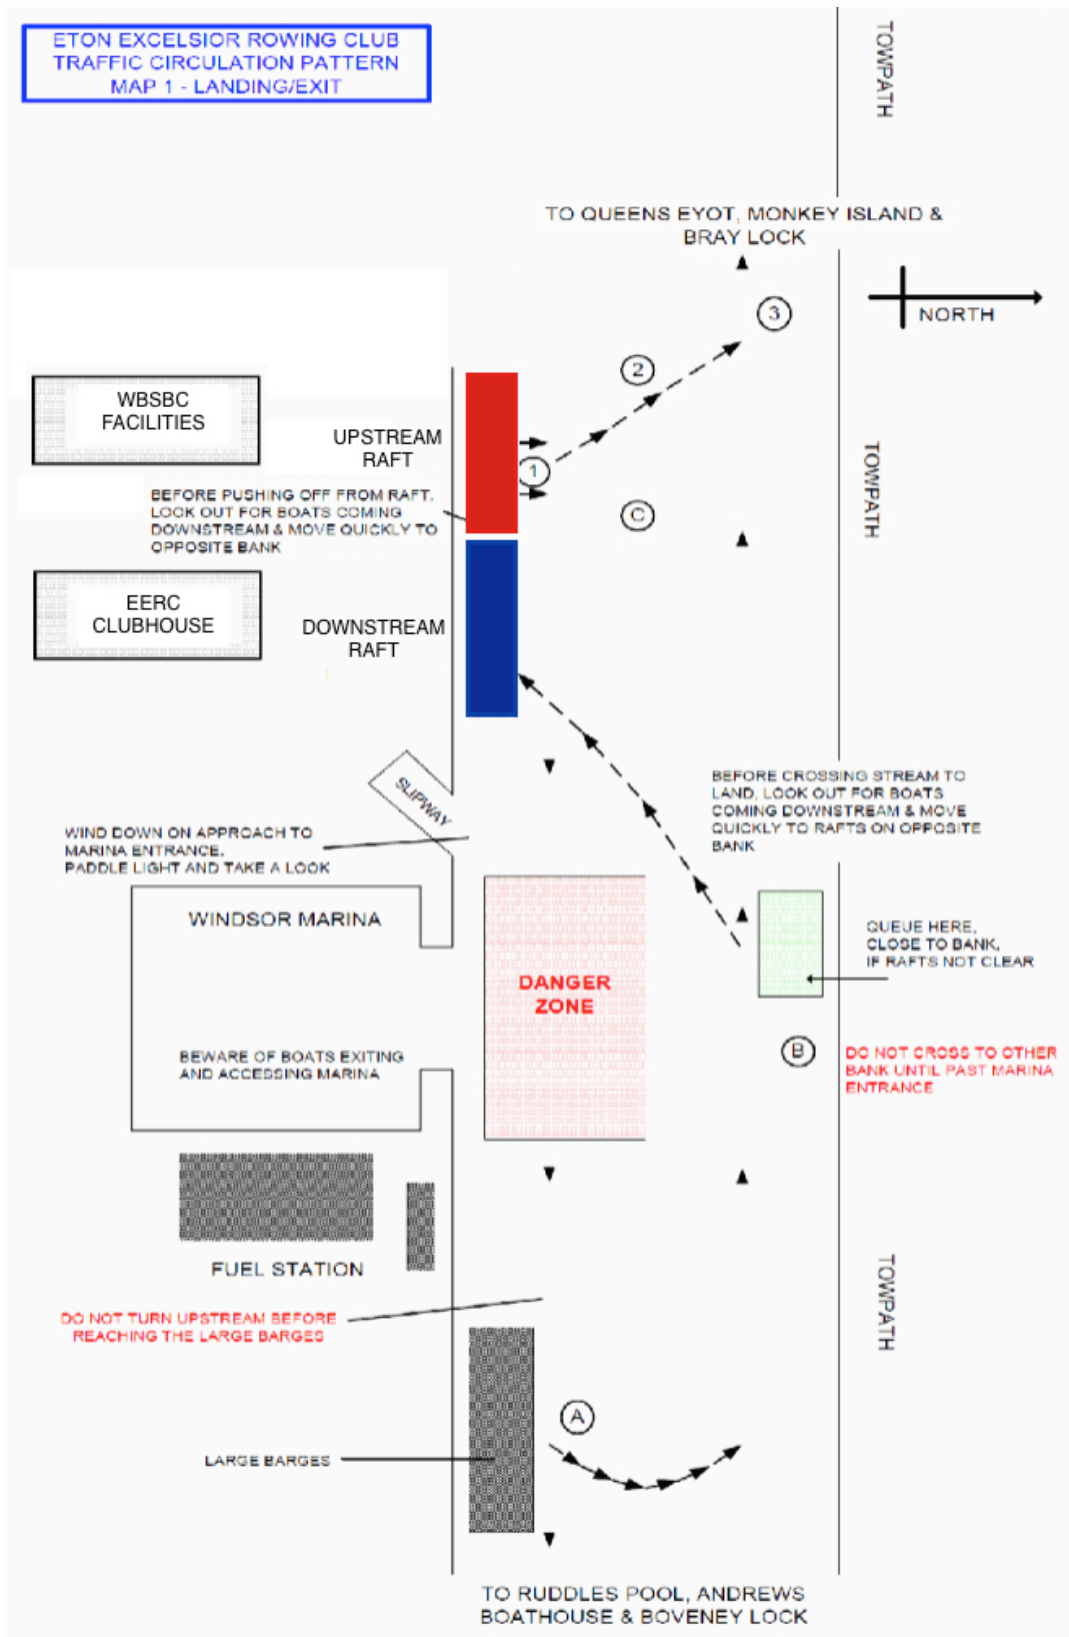 ETON EXCELSIOR ROWING CLUB
TRAFFIC CIRCULATION PATTERN
MAP 1 - LANDING/EXIT
TOWPATH
TO QUEENS EYOT, MONKEY ISLAND &
BRAY LOCK
NORTH
3
2
WBSBC
FACILITIES
UPSTREAM
RAFT
1
C
TOWPATH
BEFORE PUSHING OFF FROM RAFT,
LOOK OUT FOR BOATS COMING
DOWNSTREAM & MOVE QUICKLY TO
OPPOSITE BANK
EERC
CLUBHOUSE
DOWNSTREAM
RAFT
SLIPWAY
BEFORE CROSSING STREAM TO
LAND, LOOK OUT FOR BOATS
COMING DOWNSTREAM & MOVE
QUICKLY TO RAFTS ON OPPOSITE
BANK
WIND DOWN ON APPROACH TO
MARINA ENTRANCE.
PADDLE LIGHT AND TAKE A LOOK
WINDSOR MARINA
QUEUE HERE,
CLOSE TO BANK,
IF RAFTS NOT CLEAR
DANGER
ZONE
BEWARE OF BOATS EXITING
AND ACCESSING MARINA
B
DO NOT CROSS TO OTHER
BANK UNTIL PAST MARINA
ENTRANCE
FUEL STATION
TOWPATH
DO NOT TURN UPSTREAM BEFORE
REACHING THE LARGE BARGES
A
LARGE BARGES
TO RUDDLES POOL, ANDREWS
BOATHOUSE & BOVENEY LOCK